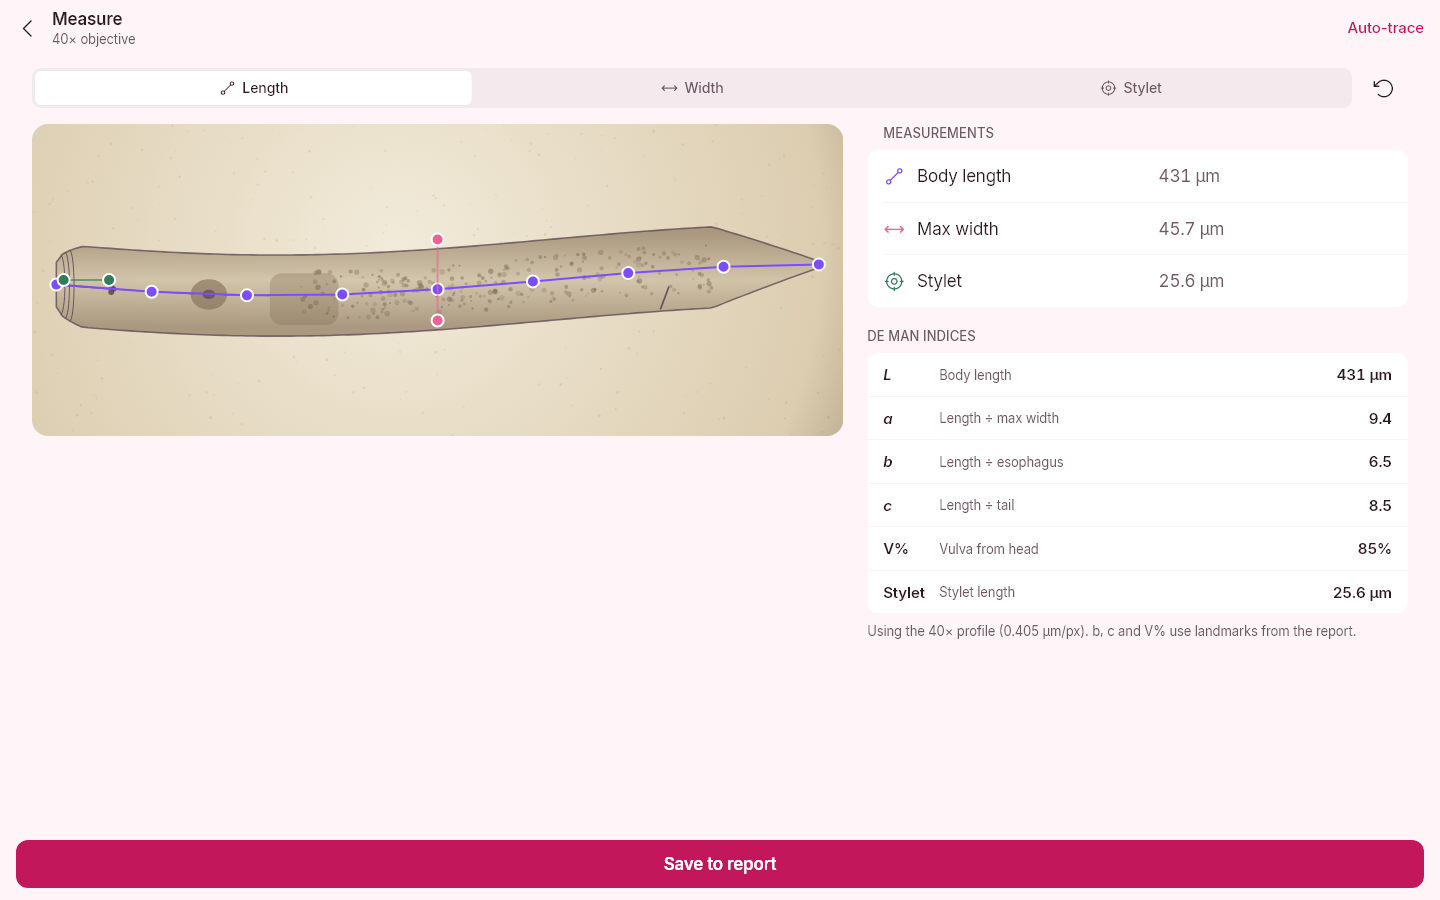 Measure
40× objective
Auto-trace
Length
Width
Stylet
MEASUREMENTS
Body length 431 µm
Max width 45.7 µm
Stylet 25.6 µm
DE MAN INDICES
L Body length 431 µm
a Length ÷ max width 9.4
b Length ÷ esophagus 6.5
c Length ÷ tail 8.5
V% Vulva from head 85%
Stylet Stylet length 25.6 µm
Using the 40× profile (0.405 µm/px). b, c and V% use landmarks from the report.
Save to report